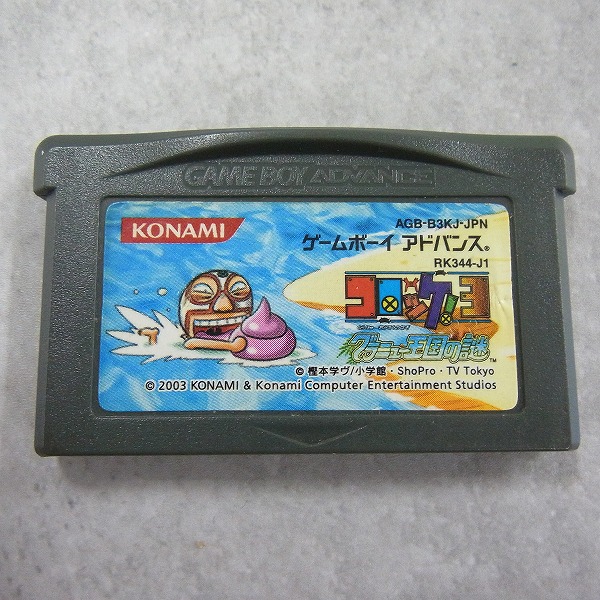 GAME BOY ADVANCE
KONAMI
AGB-B3KJ-JPN
ゲームボーイ アドバンス®
RK344-J1
コロッケ!3
グラニュー王国の謎™
© 樫本学ヴ/小学館・ShoPro・TV Tokyo
© 2003 KONAMI & Konami Computer Entertainment Studios